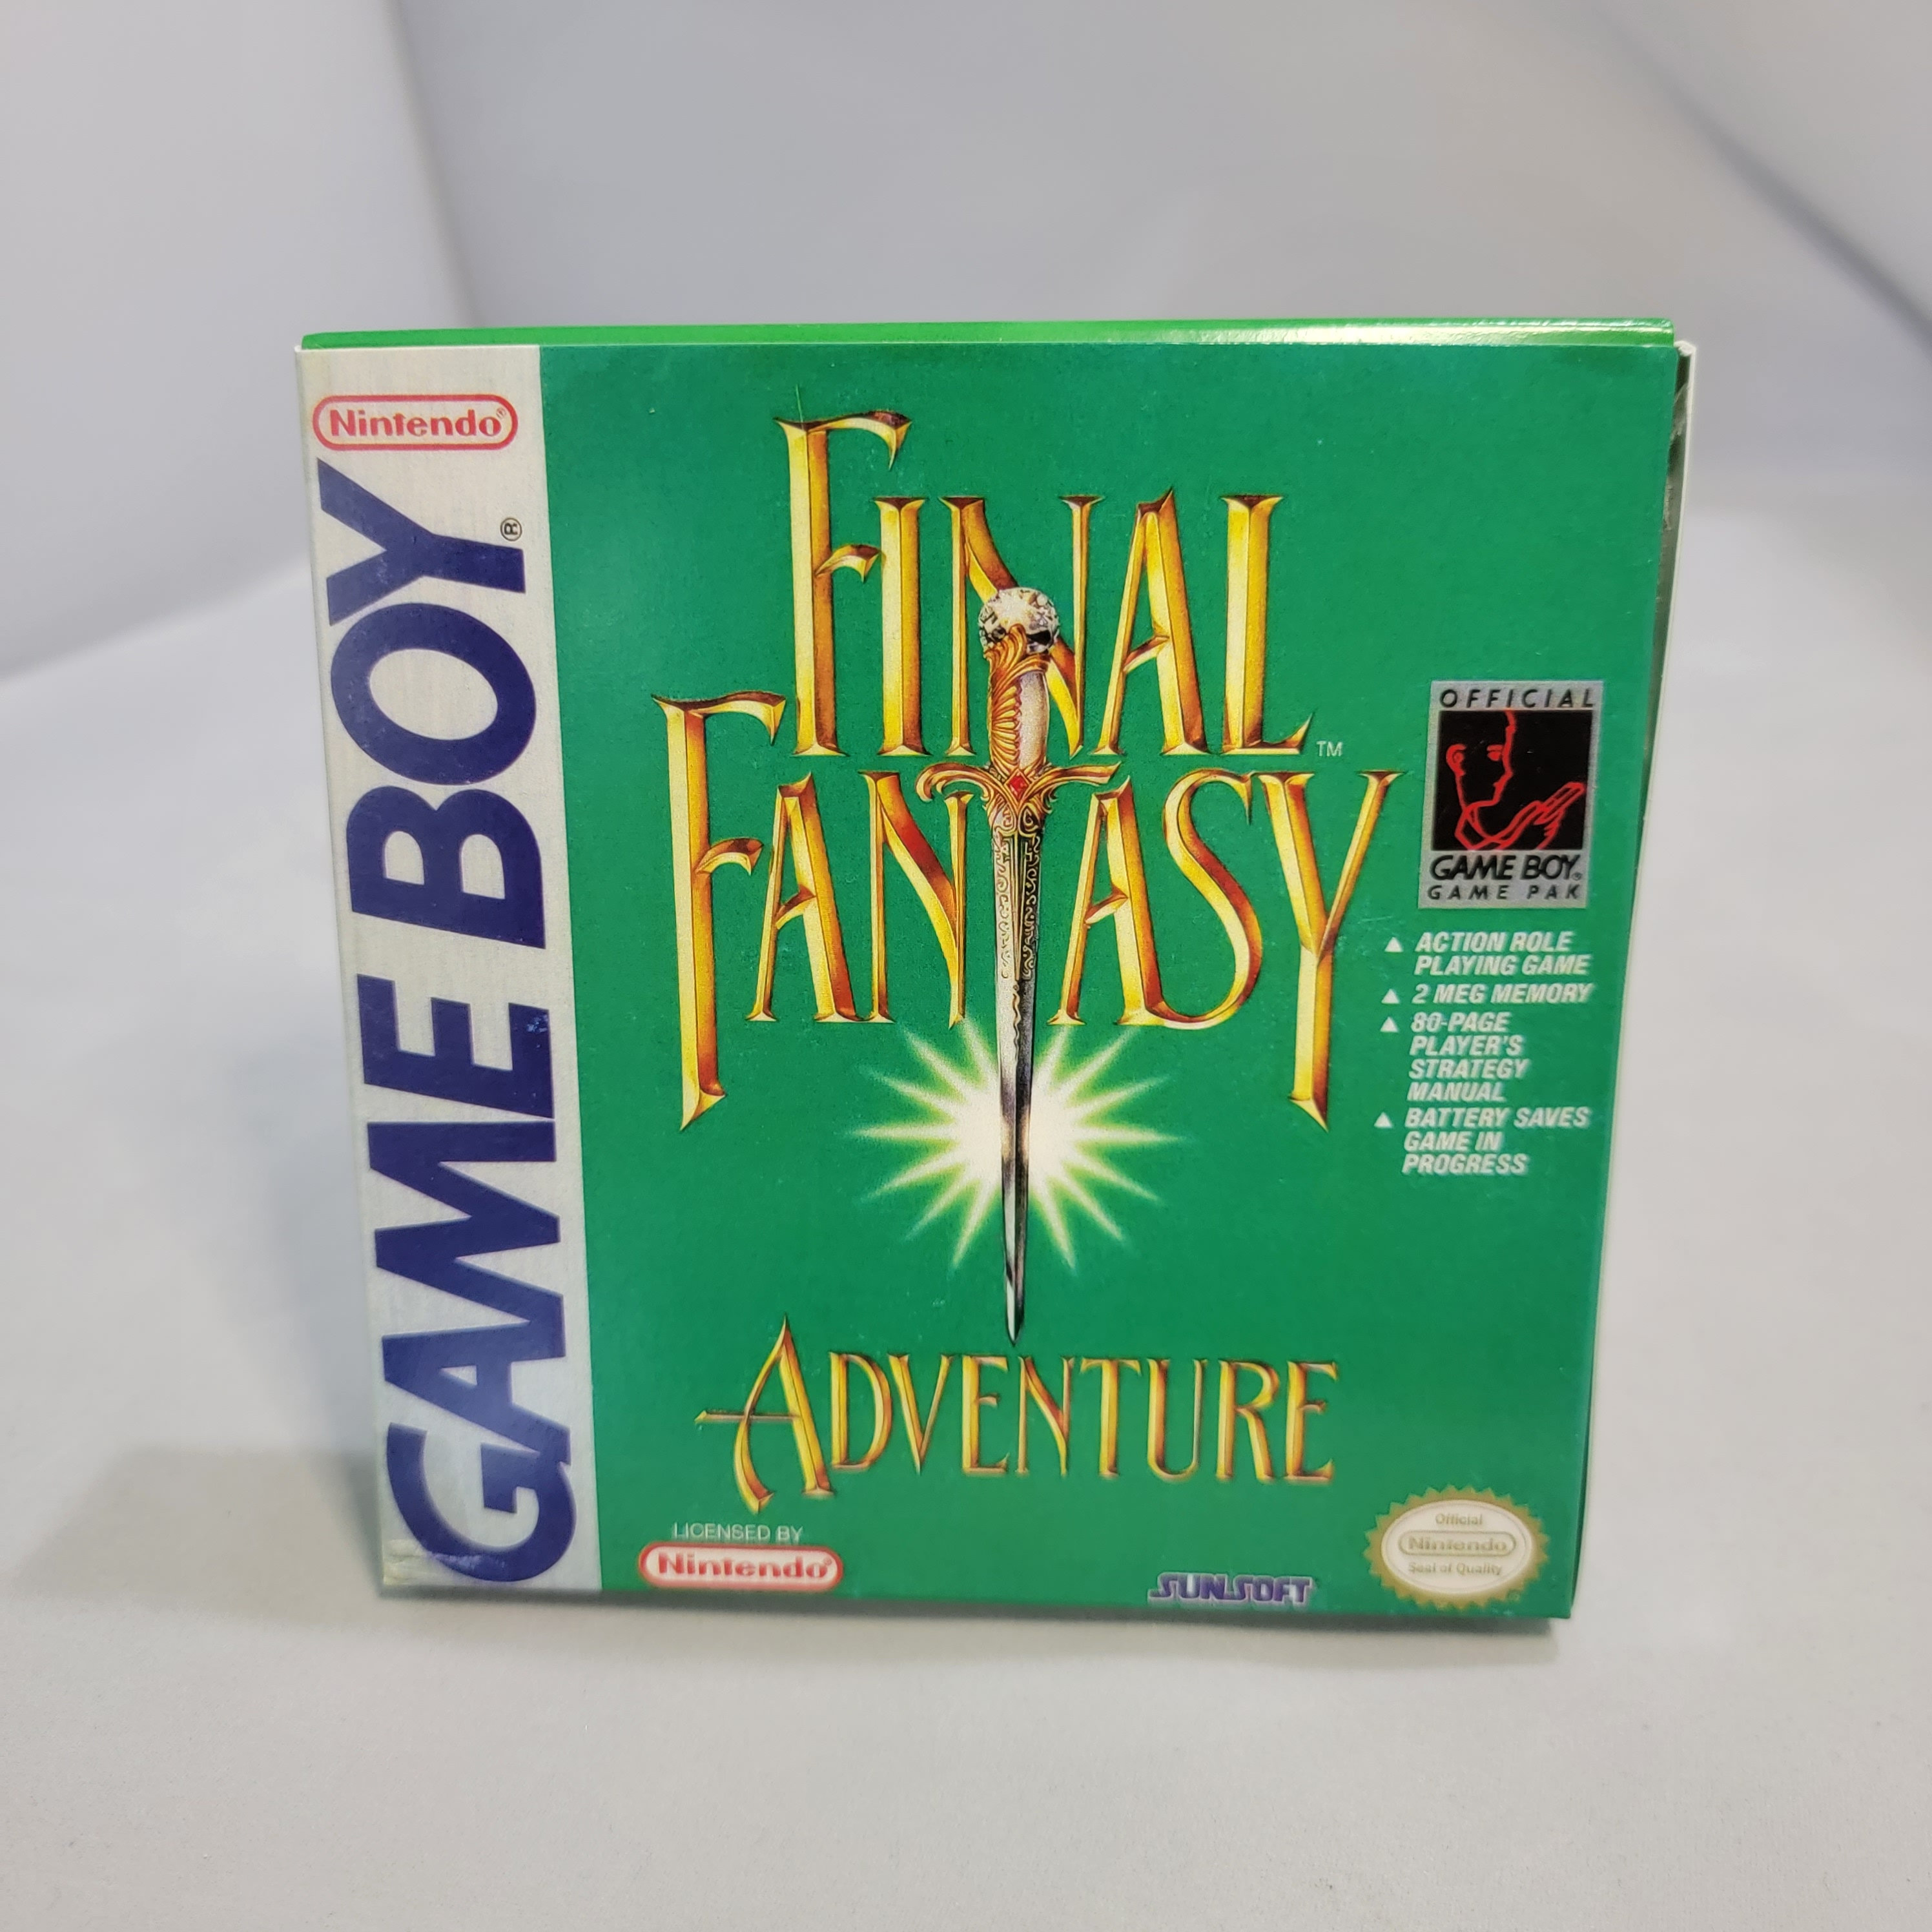 Nintendo®
GAME BOY®
FINAL
FANTASY™
ADVENTURE
OFFICIAL
GAME BOY®
GAME PAK
▲ ACTION ROLE
PLAYING GAME
▲ 2 MEG MEMORY
▲ 80-PAGE
PLAYER'S
STRATEGY
MANUAL
▲ BATTERY SAVES
GAME IN
PROGRESS
LICENSED BY
Nintendo®
SUNSOFT
Official
Nintendo
Seal of Quality